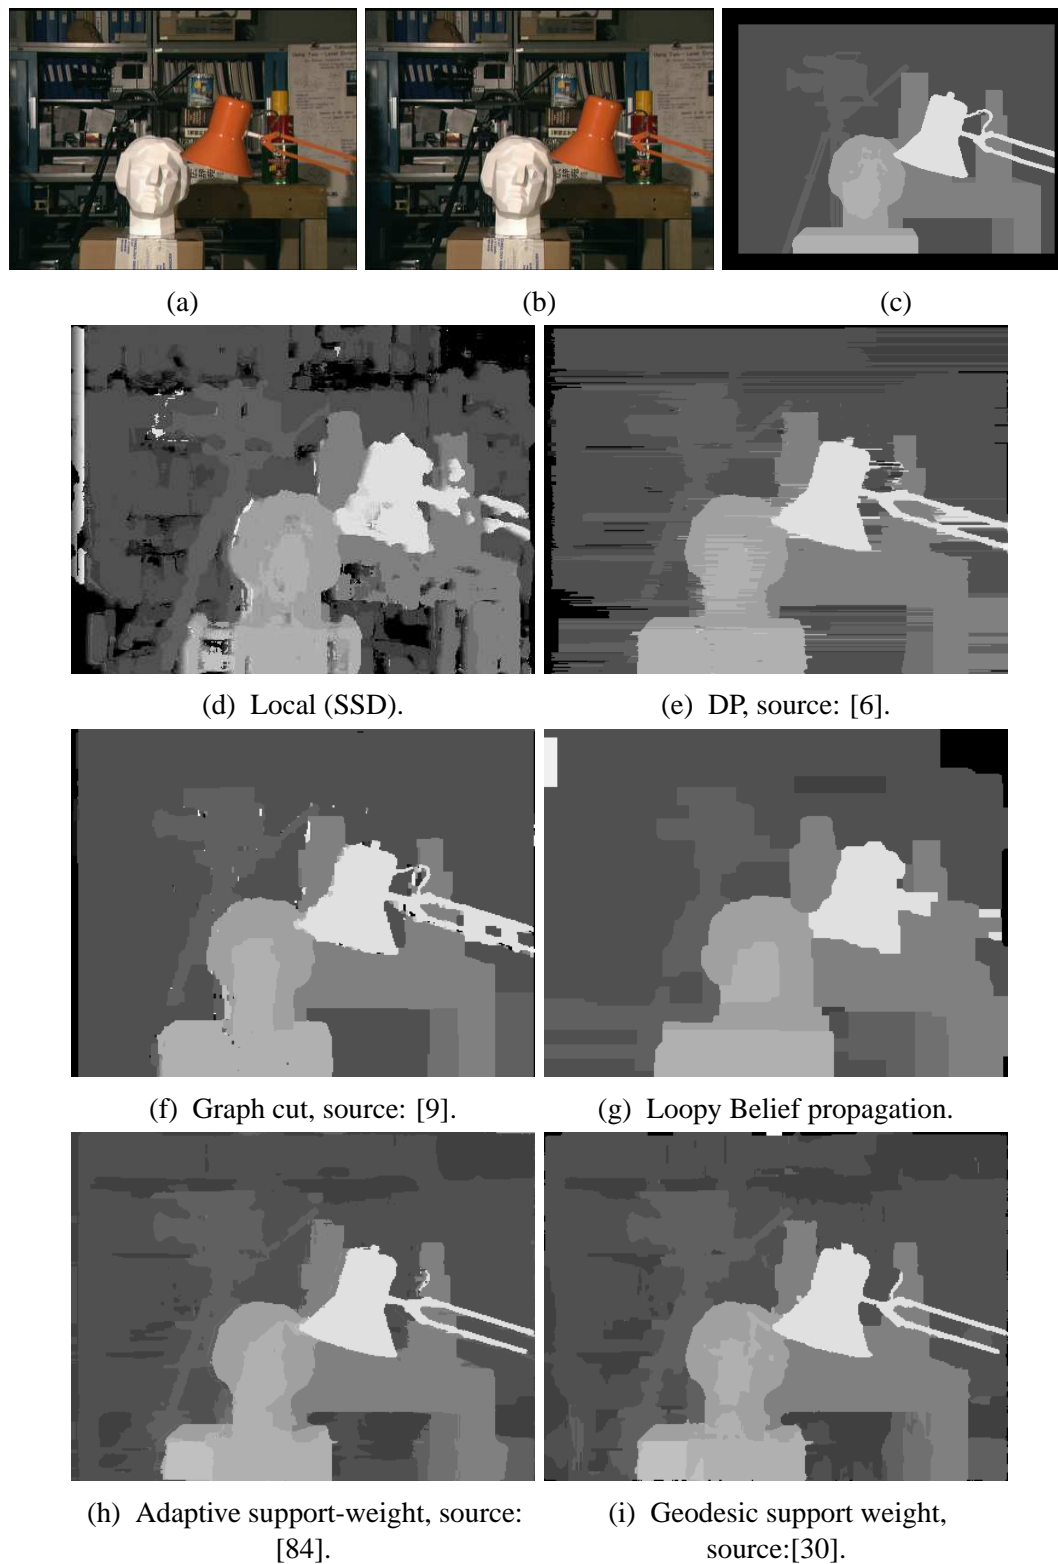 (a)
(b)
(c)
(d) Local (SSD).
(e) DP, source: [6].
(f) Graph cut, source: [9].
(g) Loopy Belief propagation.
(h) Adaptive support-weight, source:
[84].
(i) Geodesic support weight,
source:[30].